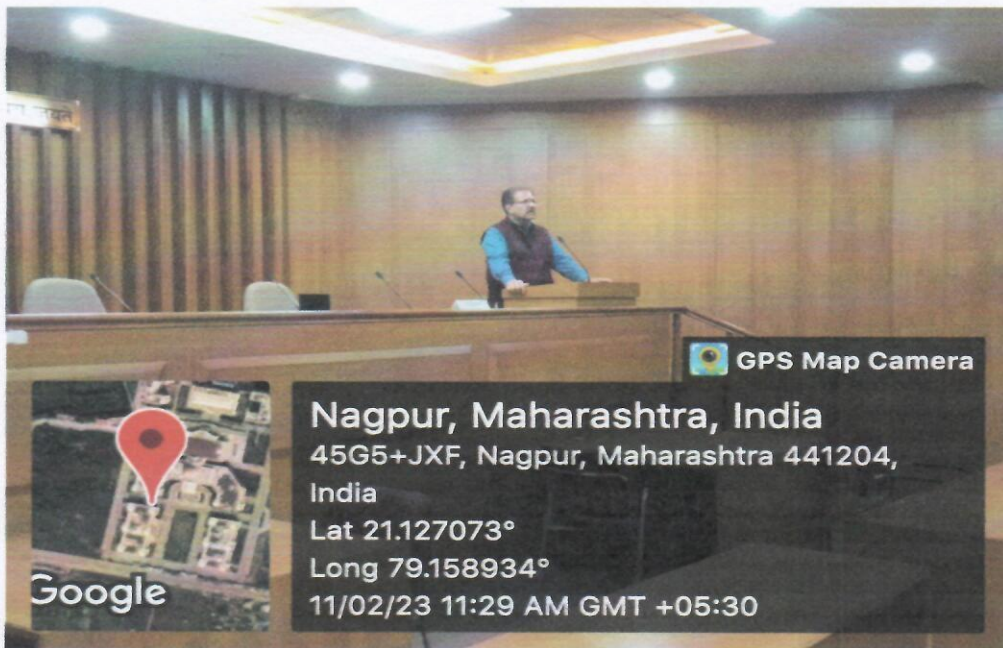 GPS Map Camera
Nagpur, Maharashtra, India
45G5+JXF, Nagpur, Maharashtra 441204,
India
Lat 21.127073°
Long 79.158934°
11/02/23 11:29 AM GMT +05:30
Google